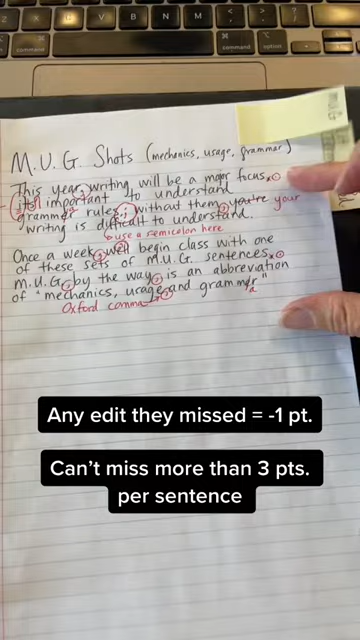 M.U.G. Shots (mechanics, usage, grammar)
This year, writing will be a major focus.
it's important to understand
grammar rules; without them, you're your
writing is difficult to understand.
use a semicolon here
Once a week, we'll begin class with one
of these sets of M.U.G. sentences.
M.U.G., by the way, is an abbreviation
of "mechanics, usage, and grammar"
a
Oxford comma
Any edit they missed = -1 pt.
Can't miss more than 3 pts.
per sentence
command
option
command